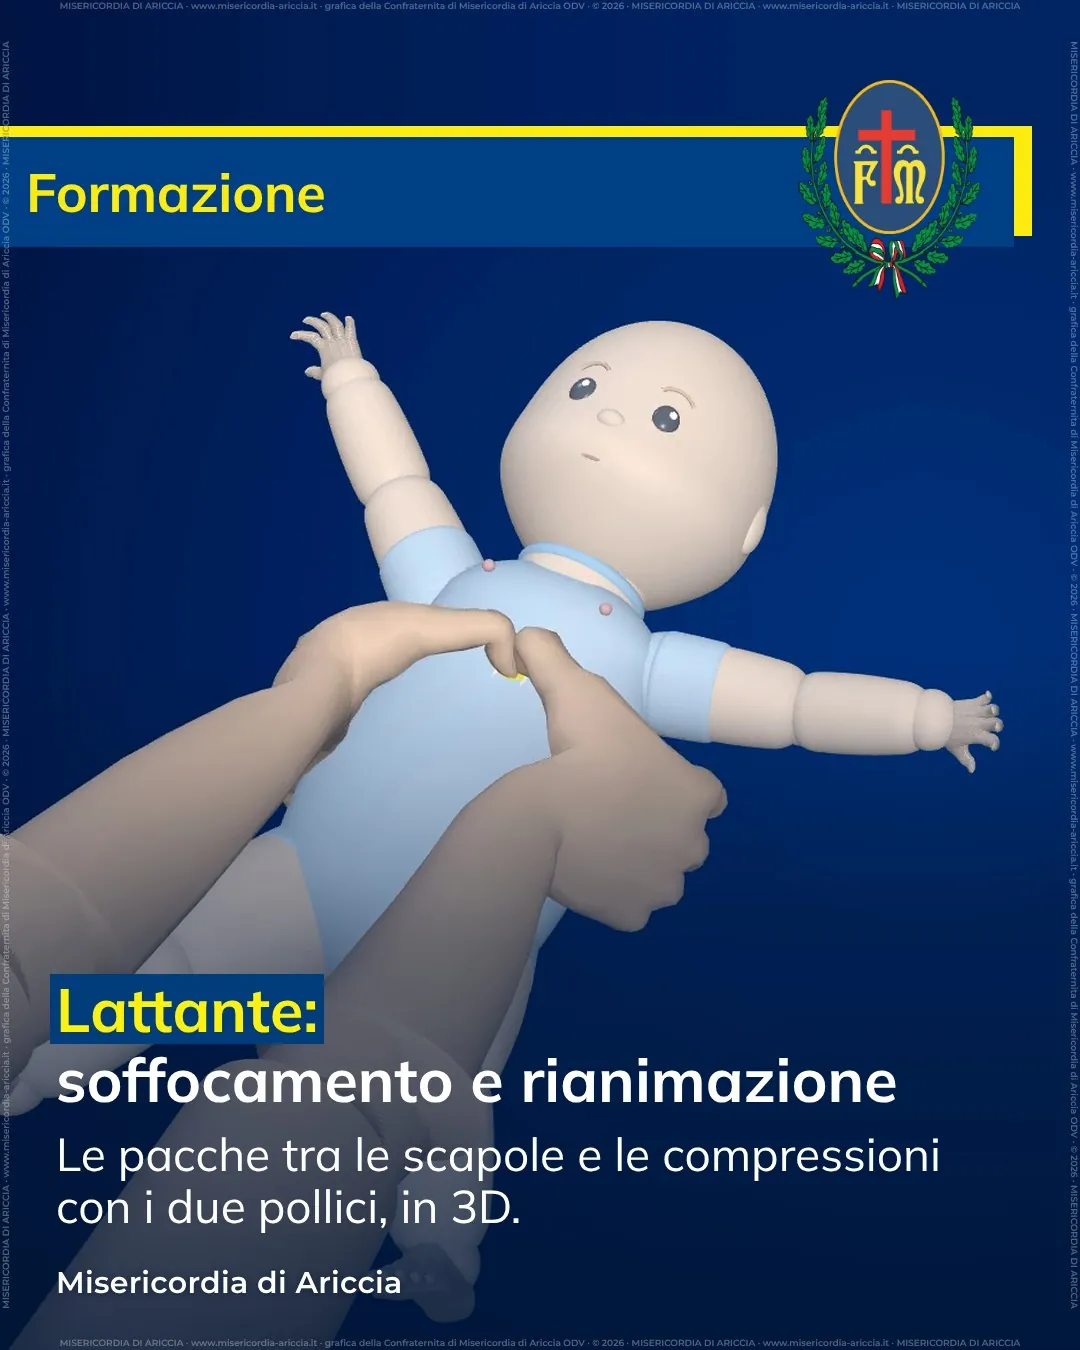 MISERICORDIA DI ARICCIA · www.misericordia-ariccia.it · grafica della Confraternita di Misericordia di Ariccia ODV · © 2026 · MISERICORDIA DI ARICCIA · www.misericordia-ariccia.it · MISERICORDIA DI ARICCIA
Formazione
F M
Lattante:
soffocamento e rianimazione
Le pacche tra le scapole e le compressioni
con i due pollici, in 3D.
Misericordia di Ariccia
MISERICORDIA DI ARICCIA · www.misericordia-ariccia.it · grafica della Confraternita di Misericordia di Ariccia ODV · © 2026 · MISERICORDIA DI ARICCIA · www.misericordia-ariccia.it · MISERICORDIA DI ARICCIA